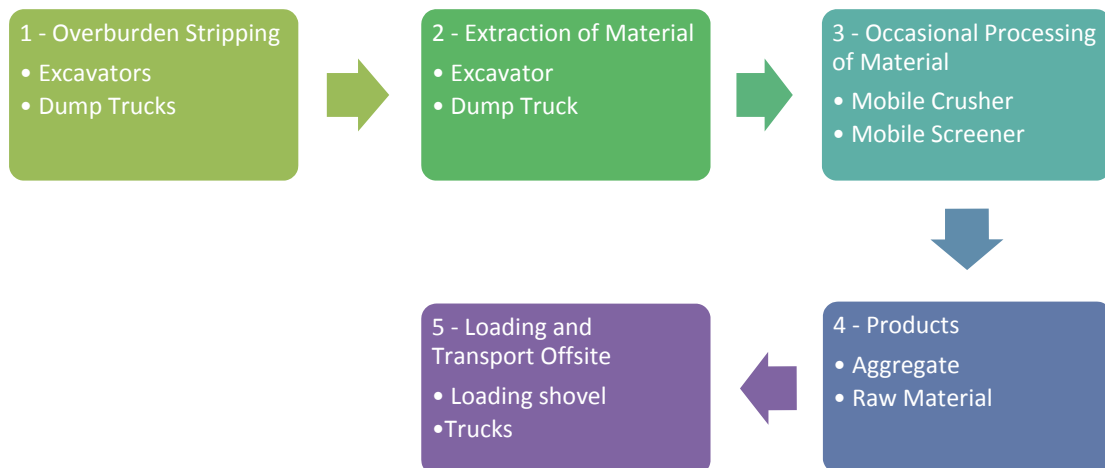 1 - Overburden Stripping
• Excavators
• Dump Trucks
2 - Extraction of Material
• Excavator
• Dump Truck
3 - Occasional Processing
of Material
• Mobile Crusher
• Mobile Screener
4 - Products
• Aggregate
• Raw Material
5 - Loading and
Transport Offsite
• Loading shovel
•Trucks